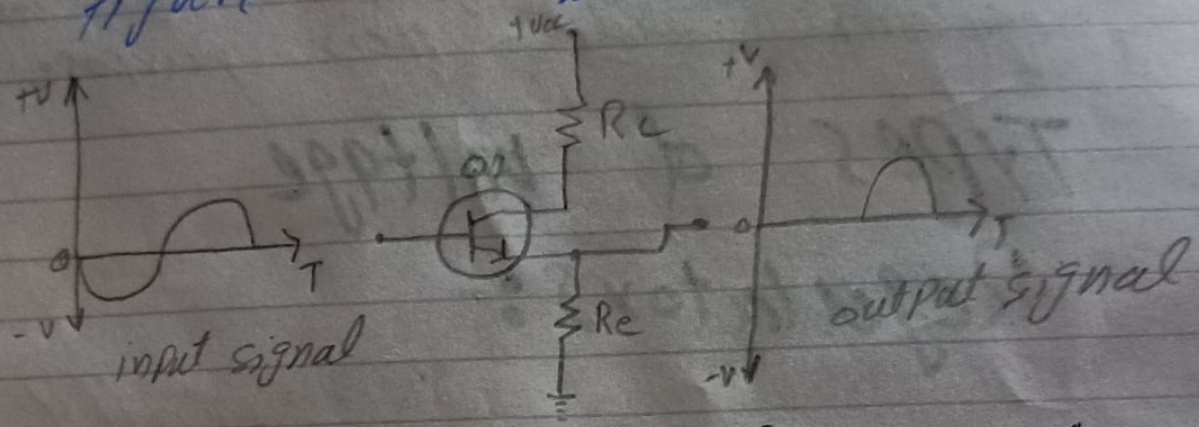 +Vcc
+V
+V
Rc
Q1
O
T
O
T
-V
input signal
Re
output signal
-V